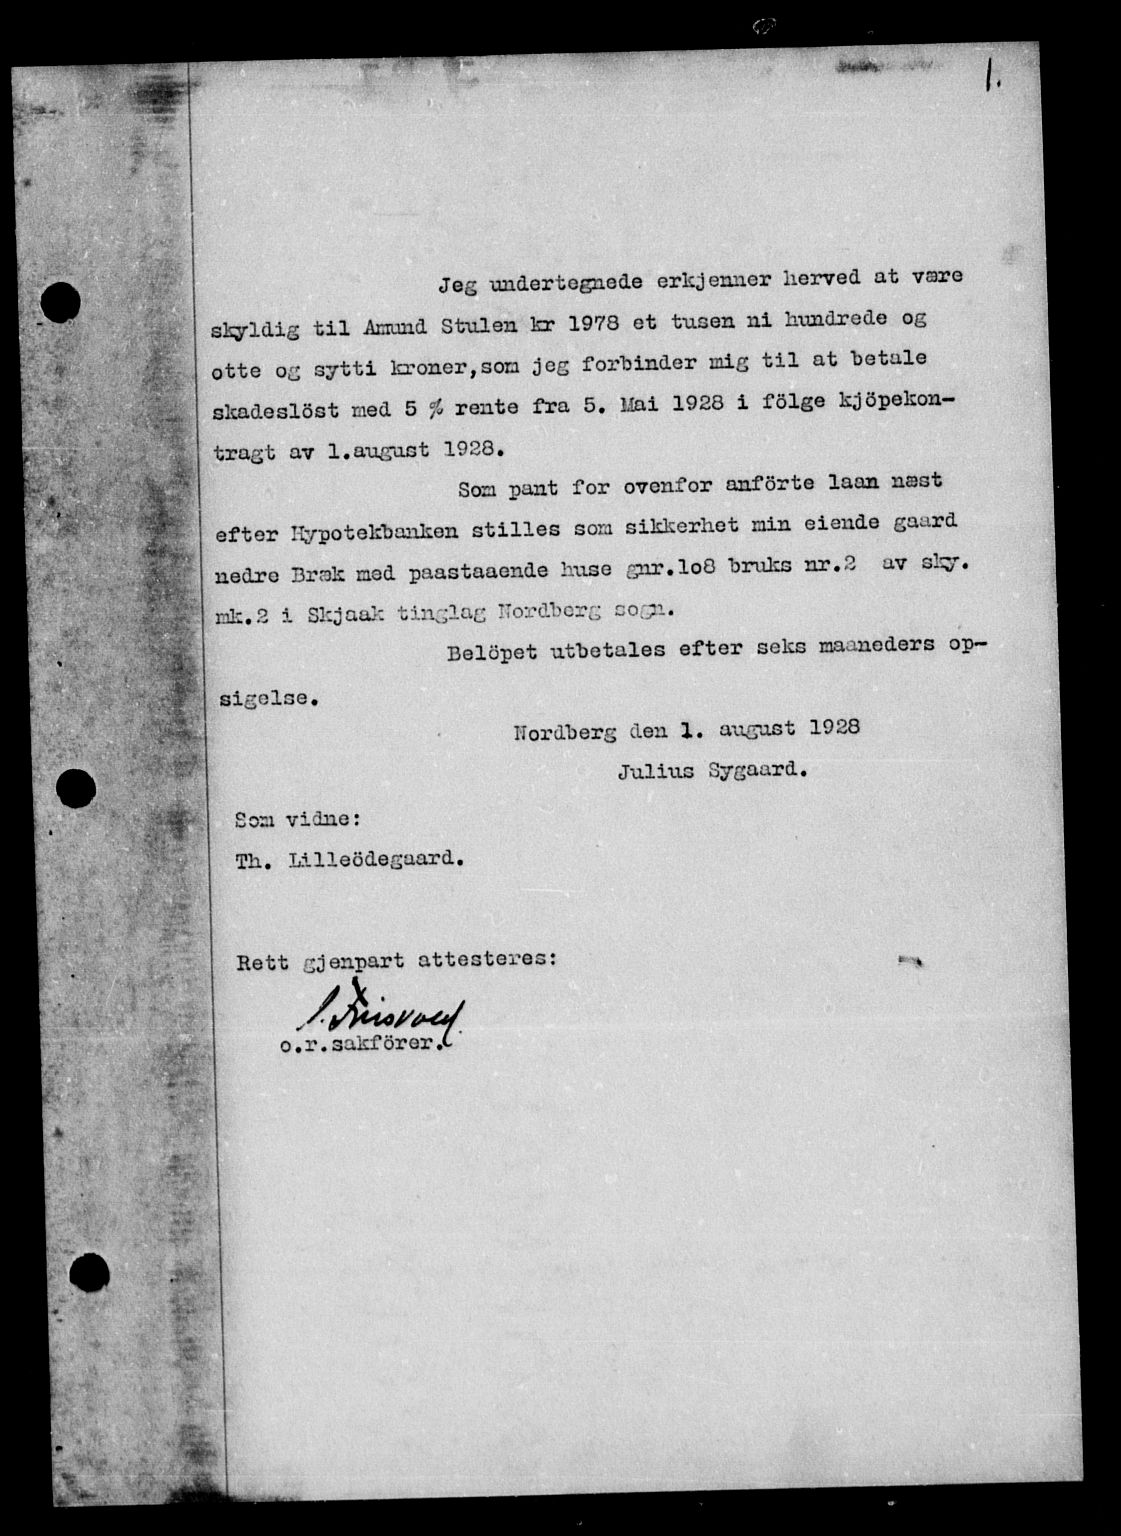 1.
Jeg undertegnede erkjenner herved at være
skyldig til Amund Stulen kr 1978 et tusen ni hundrede og
otte og sytti kroner,som jeg forbinder mig til at betale
skadeslöst med 5 % rente fra 5. Mai 1928 i fölge kjöpekon-
tragt av 1.august 1928.
Som pant for ovenfor anförte laan næst
efter Hypotekbanken stilles som sikkerhet min eiende gaard
nedre Bræk med paastaaende huse gnr.lo8 bruks nr.2 av sky.
mk.2 i Skjaak tinglag Nordberg sogn.
Belöpet utbetales efter seks maaneders op-
sigelse.
Nordberg den 1. august 1928
Julius Sygaard.
Som vidne:
Th. Lilleödegaard.
Rett gjenpart attesteres:
Frisvold
o.r.sakförer.